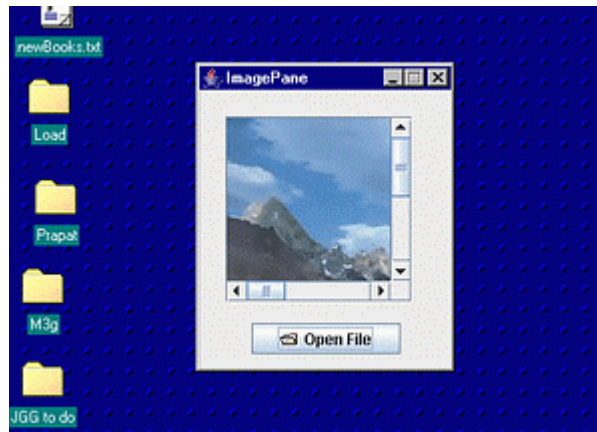 newBooks.txt
ImagePane
Load
Prapat
M3g
Open File
JGG to do